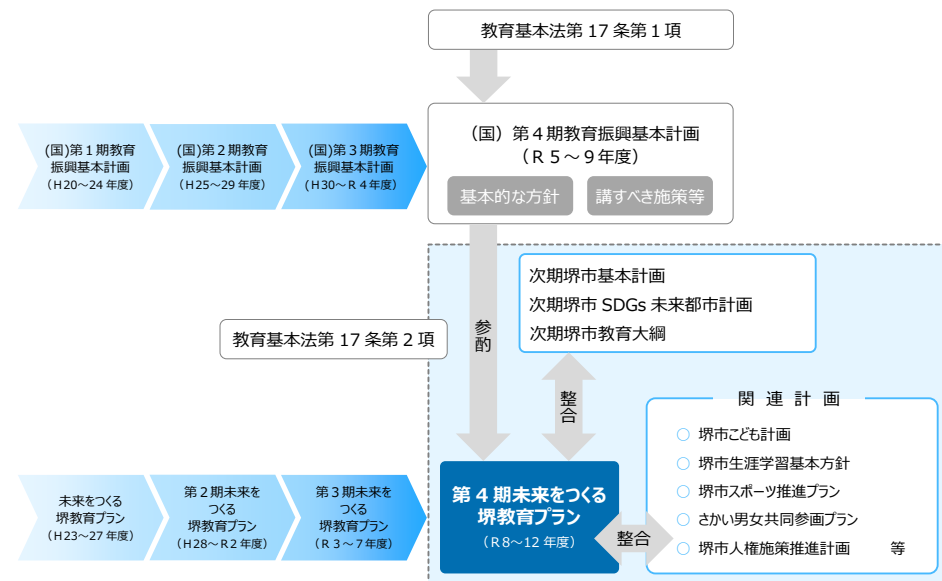 教育基本法第 17 条第１項
(国)第１期教育
振興基本計画
（H20～24 年度）
(国)第２期教育
振興基本計画
（H25～29 年度）
(国)第３期教育
振興基本計画
（H30～R４年度）
（国）第４期教育振興基本計画
（R５～９年度）
基本的な方針
講すべき施策等
教育基本法第 17 条第２項
参酌
次期堺市基本計画
次期堺市 SDGs 未来都市計画
次期堺市教育大綱
整合
関連計画
○ 堺市こども計画
○ 堺市生涯学習基本方針
○ 堺市スポーツ推進プラン
○ さかい男女共同参画プラン
○ 堺市人権施策推進計画　　等
未来をつくる
堺教育プラン
（H23～27 年度）
第２期未来を
つくる
堺教育プラン
（H28～R２年度）
第３期未来を
つくる
堺教育プラン
（R３～７年度）
第４期未来をつくる
堺教育プラン
（R8～12 年度）
整合